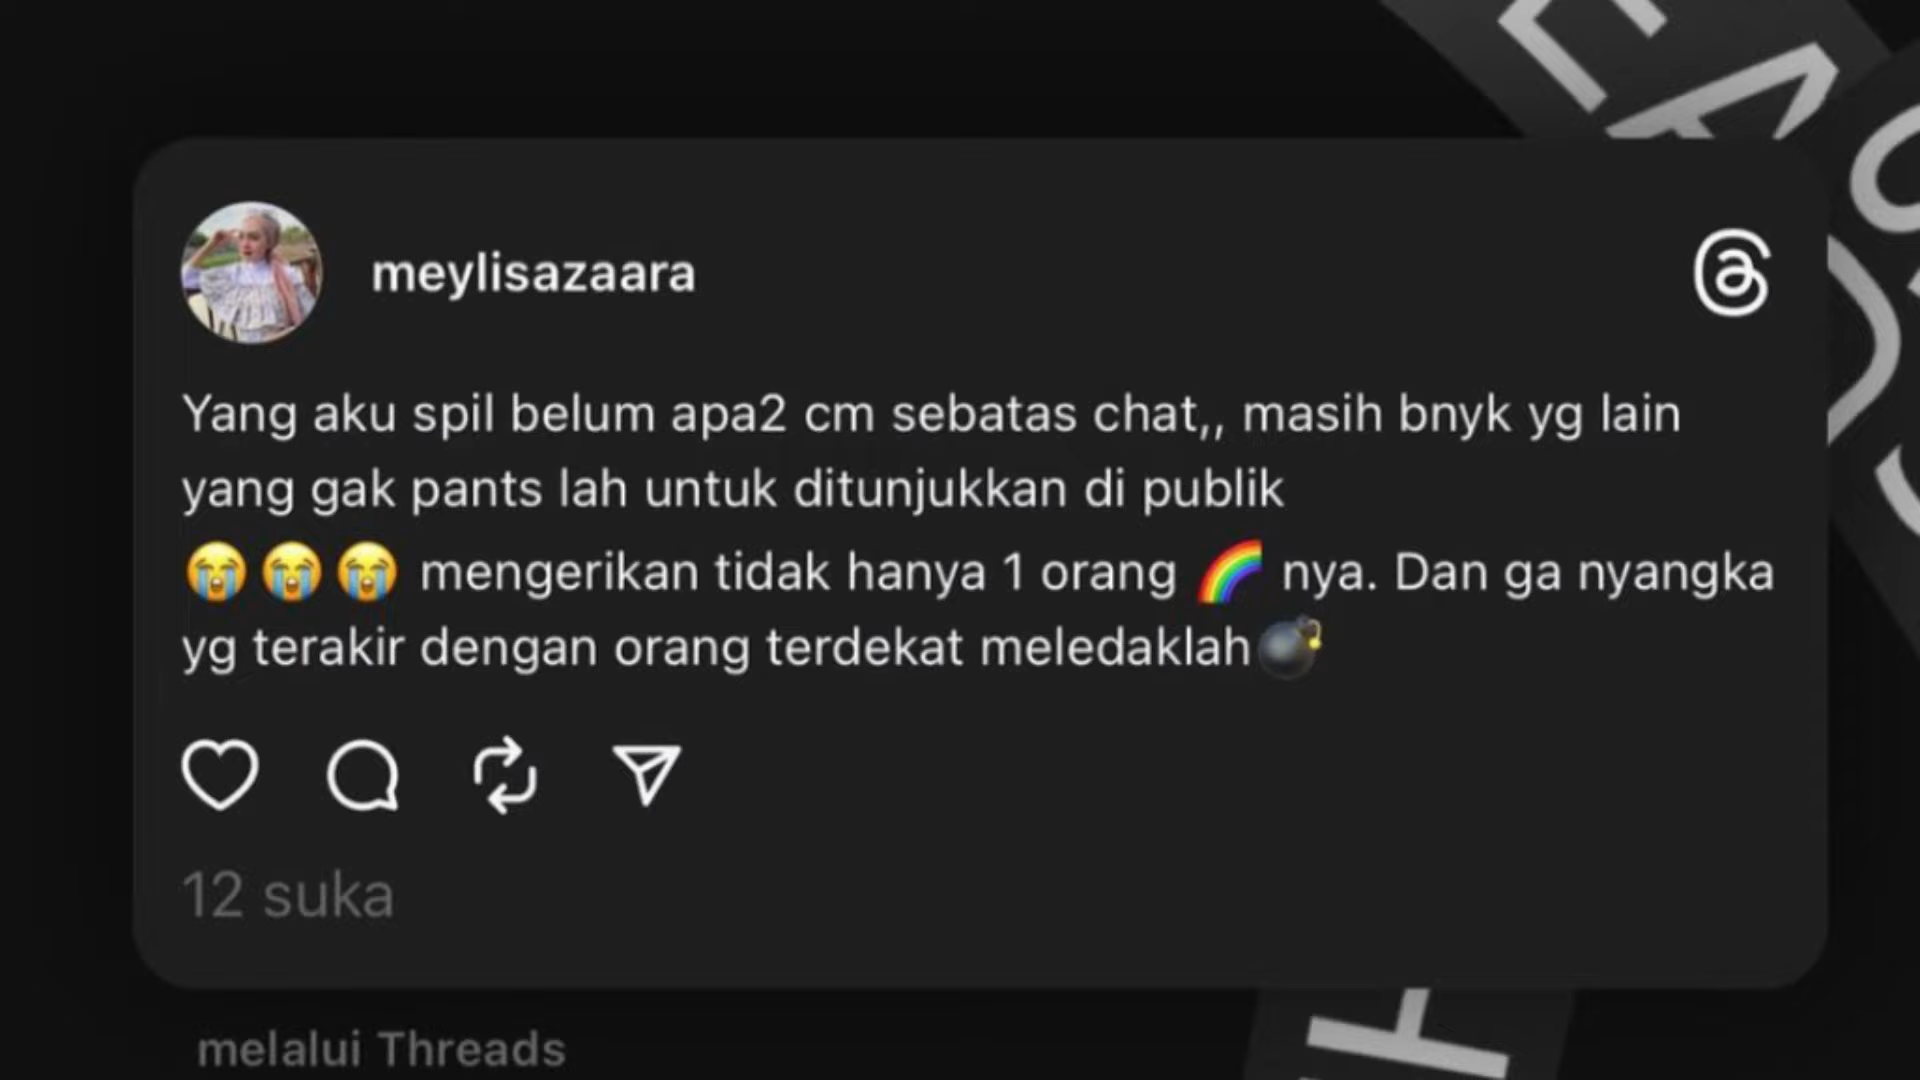 meylisazaara
Yang aku spil belum apa2 cm sebatas chat,, masih bnyk yg lain
yang gak pants lah untuk ditunjukkan di publik
😭😭😭 mengerikan tidak hanya 1 orang 🌈 nya. Dan ga nyangka
yg terakir dengan orang terdekat meledaklah💣
12 suka
melalui Threads